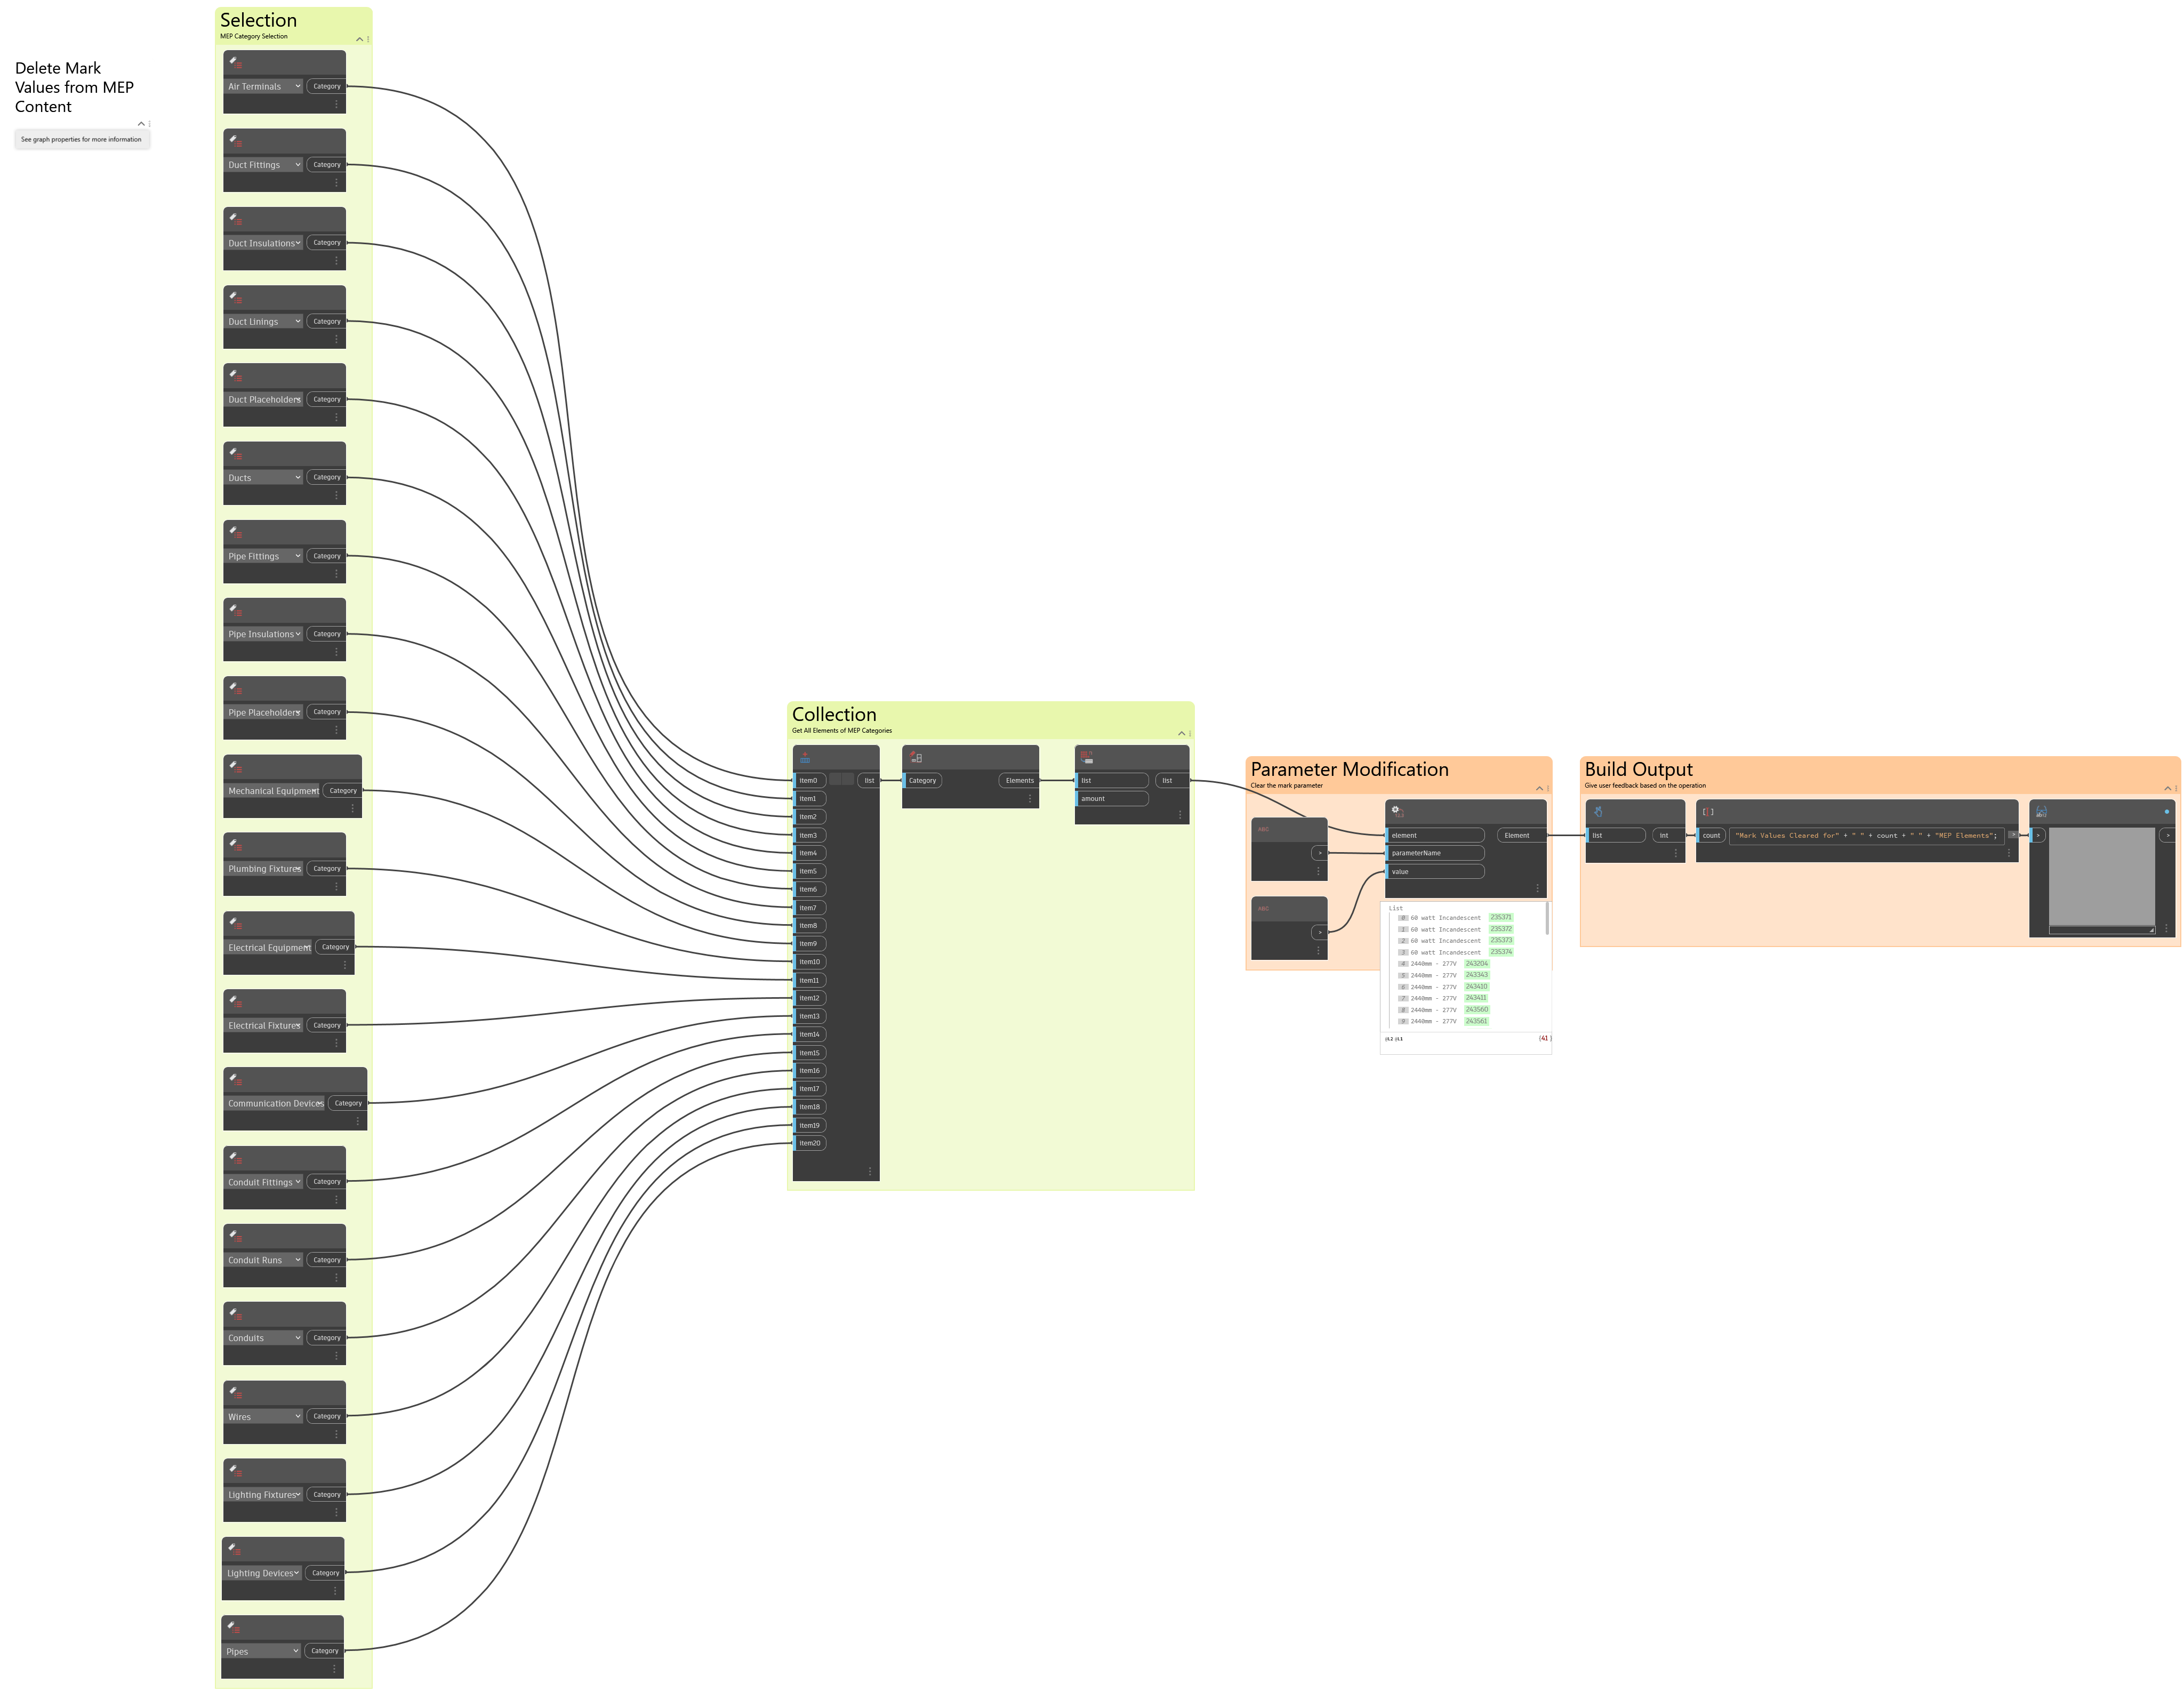 Delete Mark
Values from MEP
Content
See graph properties for more information
Selection
MEP Category Selection
Air Terminals Category
Duct Fittings Category
Duct Insulations Category
Duct Linings Category
Duct Placeholders Category
Ducts Category
Pipe Fittings Category
Pipe Insulations Category
Pipe Placeholders Category
Mechanical Equipment Category
Plumbing Fixtures Category
Electrical Equipment Category
Electrical Fixtures Category
Communication Devices Category
Conduit Fittings Category
Conduit Runs Category
Conduits Category
Wires Category
Lighting Fixtures Category
Lighting Devices Category
Pipes Category
Collection
Get All Elements of MEP Categories
item0 list
item1
item2
item3
item4
item5
item6
item7
item8
item9
item10
item11
item12
item13
item14
item15
item16
item17
item18
item19
item20
Category Elements
list list
amount
Parameter Modification
Clear the mark parameter
ABC
>
ABC
>
element Element
parameterName
value
List
0 60 watt Incandescent 235371
1 60 watt Incandescent 235372
2 60 watt Incandescent 235373
3 60 watt Incandescent 235374
4 2440mm - 277V 243204
5 2440mm - 277V 243343
6 2440mm - 277V 243410
7 2440mm - 277V 243411
8 2440mm - 277V 243560
9 2440mm - 277V 243561
@L2 @L1 {41 }
Build Output
Give user feedback based on the operation
list int
count "Mark Values Cleared for" + " " + count + " " + "MEP Elements"; >
> >